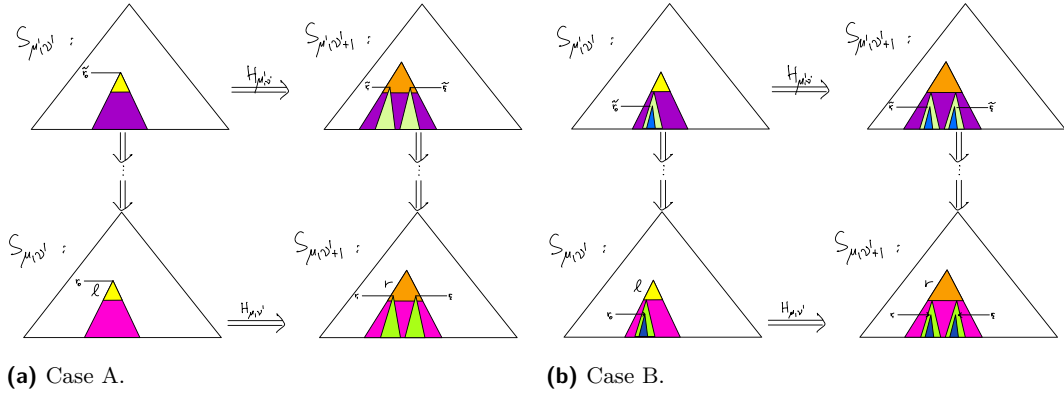 S_{μ',ν'} : S_{μ',ν'+1} : S_{μ',ν'} : S_{μ',ν'+1} :
H_{μ',ν'} H_{μ',ν'}
S_{μ,ν'} : S_{μ,ν'+1} : S_{μ,ν'} : S_{μ,ν'+1} :
l r l r
H_{μ,ν'} H_{μ,ν'}
(a) Case A. (b) Case B.